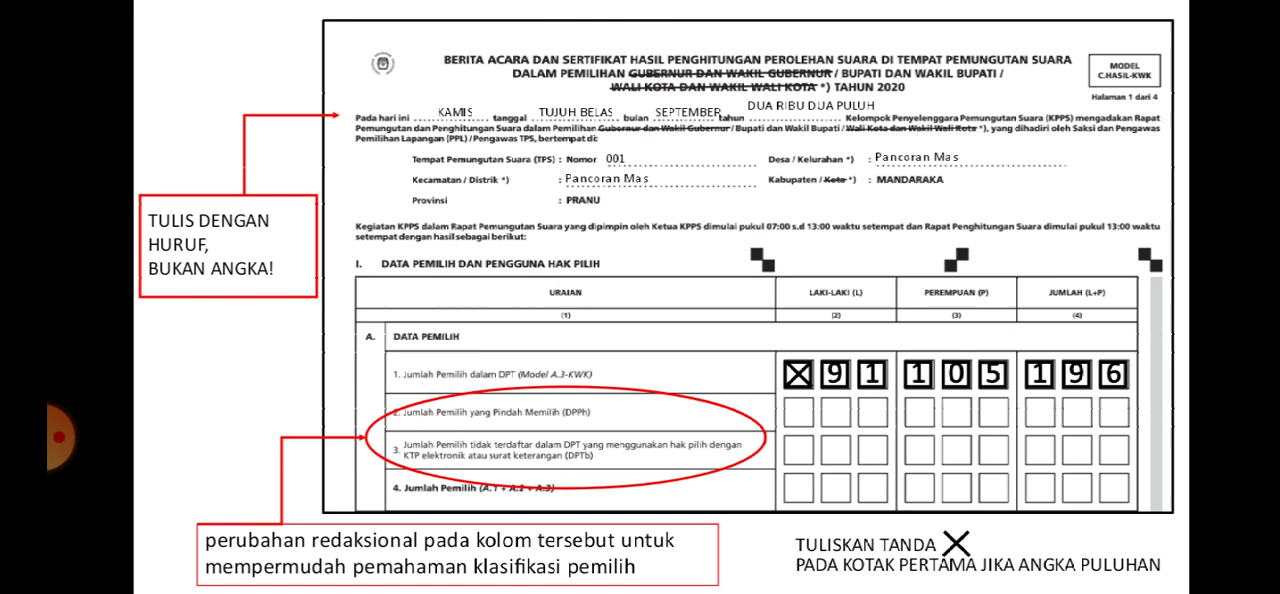 BERITA ACARA DAN SERTIFIKAT HASIL PENGHITUNGAN PEROLEHAN SUARA DI TEMPAT PEMUNGUTAN SUARA
DALAM PEMILIHAN GUBERNUR DAN WAKIL GUBERNUR / BUPATI DAN WAKIL BUPATI /
WALI KOTA DAN WAKIL WALI KOTA *) TAHUN 2020
MODEL
C.HASIL-KWK
Halaman 1 dari 4
Pada hari ini KAMIS tanggal TUJUH BELAS bulan SEPTEMBER tahun DUA RIBU DUA PULUH Kelompok Penyelenggara Pemungutan Suara (KPPS) mengadakan Rapat
Pemungutan dan Penghitungan Suara dalam Pemilihan Gubernur dan Wakil Gubernur / Bupati dan Wakil Bupati / Wali Kota dan Wakil Wali Kota *), yang dihadiri oleh Saksi dan Pengawas
Pemilihan Lapangan (PPL) / Pengawas TPS, bertempat di:
Tempat Pemungutan Suara (TPS) : Nomor 001 Desa / Kelurahan *) : Pancoran Mas
Kecamatan / Distrik *) : Pancoran Mas Kabupaten / Kota *) : MANDARAKA
Provinsi : PRANU
TULIS DENGAN
HURUF,
BUKAN ANGKA!
Kegiatan KPPS dalam Rapat Pemungutan Suara yang dipimpin oleh Ketua KPPS dimulai pukul 07:00 s.d 13:00 waktu setempat dan Rapat Penghitungan Suara dimulai pukul 13:00 waktu
setempat dengan hasil sebagai berikut:
I. DATA PEMILIH DAN PENGGUNA HAK PILIH
URAIAN LAKI-LAKI (L) PEREMPUAN (P) JUMLAH (L+P)
(1) (2) (3) (4)
A. DATA PEMILIH
1. Jumlah Pemilih dalam DPT (Model A.3-KWK) X 9 1 1 0 5 1 9 6
2. Jumlah Pemilih yang Pindah Memilih (DPPh)
3. Jumlah Pemilih tidak terdaftar dalam DPT yang menggunakan hak pilih dengan
KTP elektronik atau surat keterangan (DPTb)
4. Jumlah Pemilih (A.1 + A.2 + A.3)
perubahan redaksional pada kolom tersebut untuk
mempermudah pemahaman klasifikasi pemilih
TULISKAN TANDA X
PADA KOTAK PERTAMA JIKA ANGKA PULUHAN